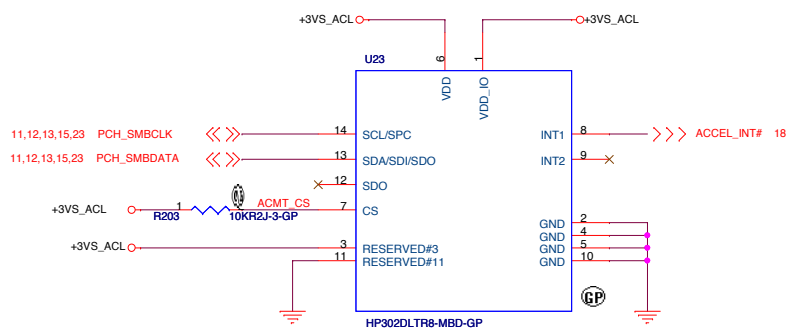 +3VS_ACL
+3VS_ACL
U23
6
1
VDD
VDD_IO
11,12,13,15,23 PCH_SMBCLK
14
SCL/SPC
INT1
8
ACCEL_INT# 18
11,12,13,15,23 PCH_SMBDATA
13
SDA/SDI/SDO
INT2
9
12
SDO
ACMT_CS
+3VS_ACL
1
7
CS
R203
10KR2J-3-GP
GND
2
GND
4
+3VS_ACL
3
RESERVED#3
GND
5
11
RESERVED#11
GND
10
GP
HP302DLTR8-MBD-GP